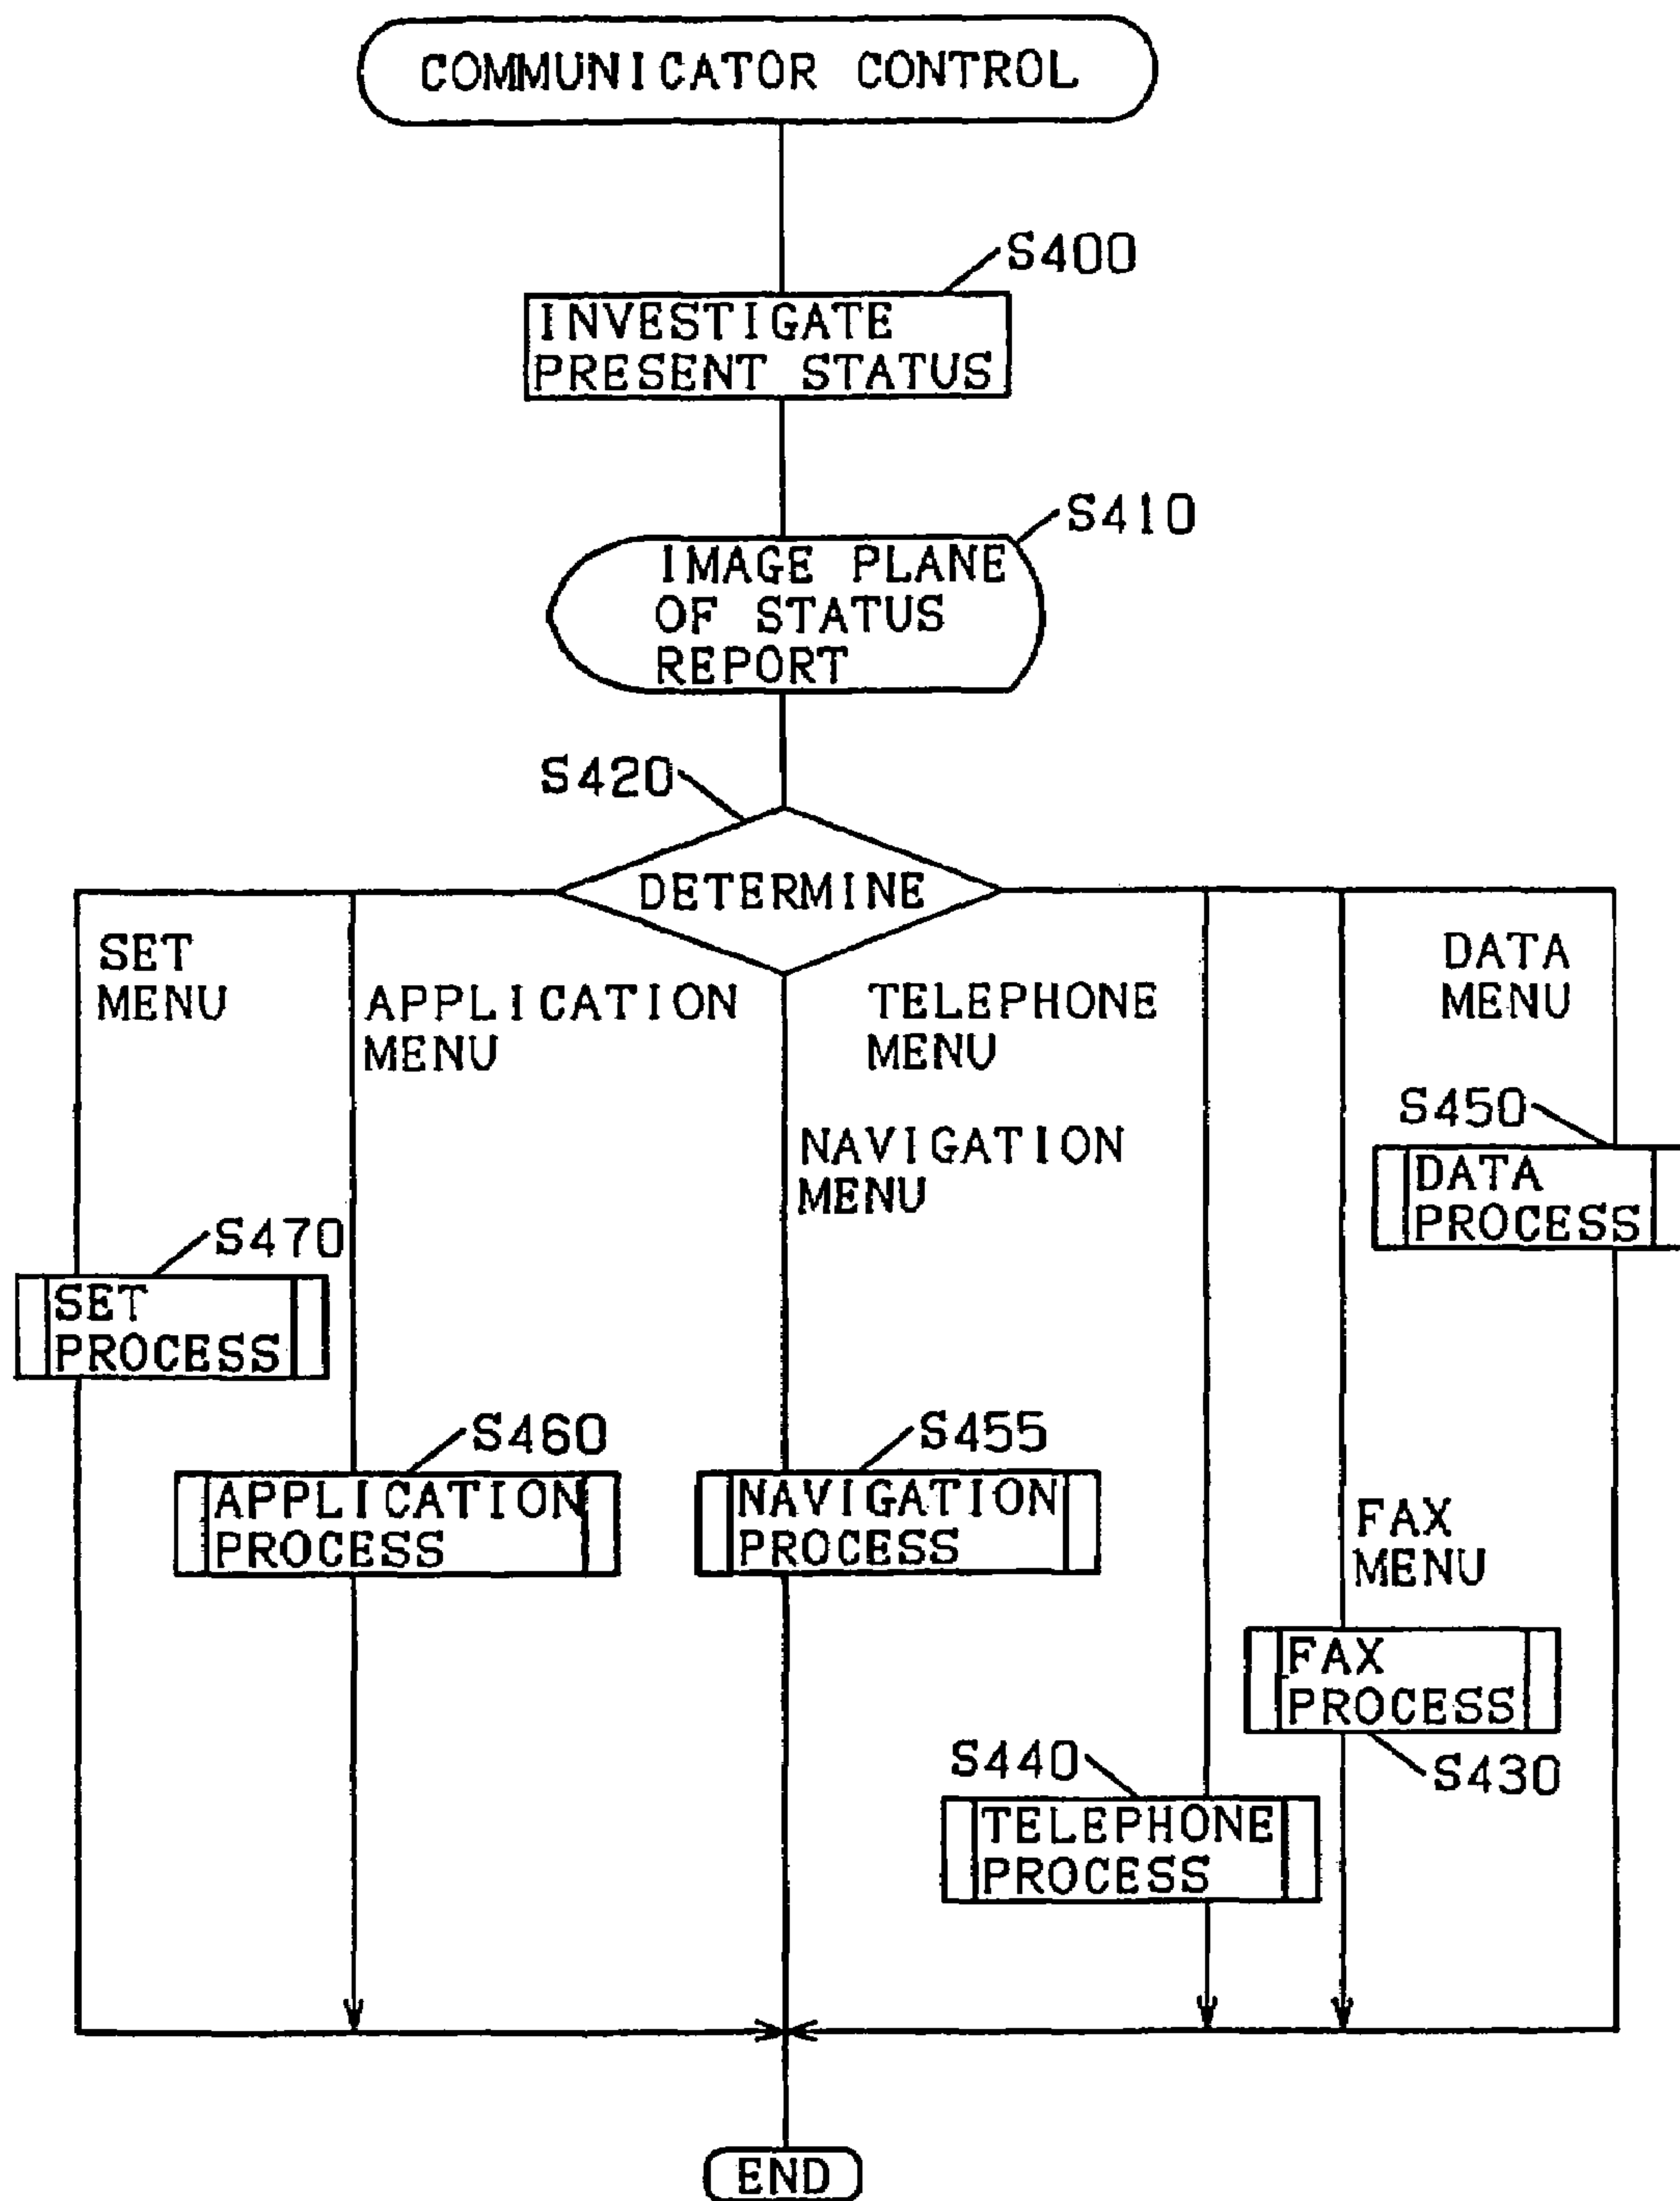 COMMUNICATOR CONTROL
S400
INVESTIGATE
PRESENT STATUS
S410
IMAGE PLANE
OF STATUS
REPORT
S420
DETERMINE
SET
MENU
APPLICATION
MENU
TELEPHONE
MENU
DATA
MENU
NAVIGATION
MENU
S450
DATA
PROCESS
S470
SET
PROCESS
S460
APPLICATION
PROCESS
S455
NAVIGATION
PROCESS
FAX
MENU
FAX
PROCESS
S430
S440
TELEPHONE
PROCESS
END